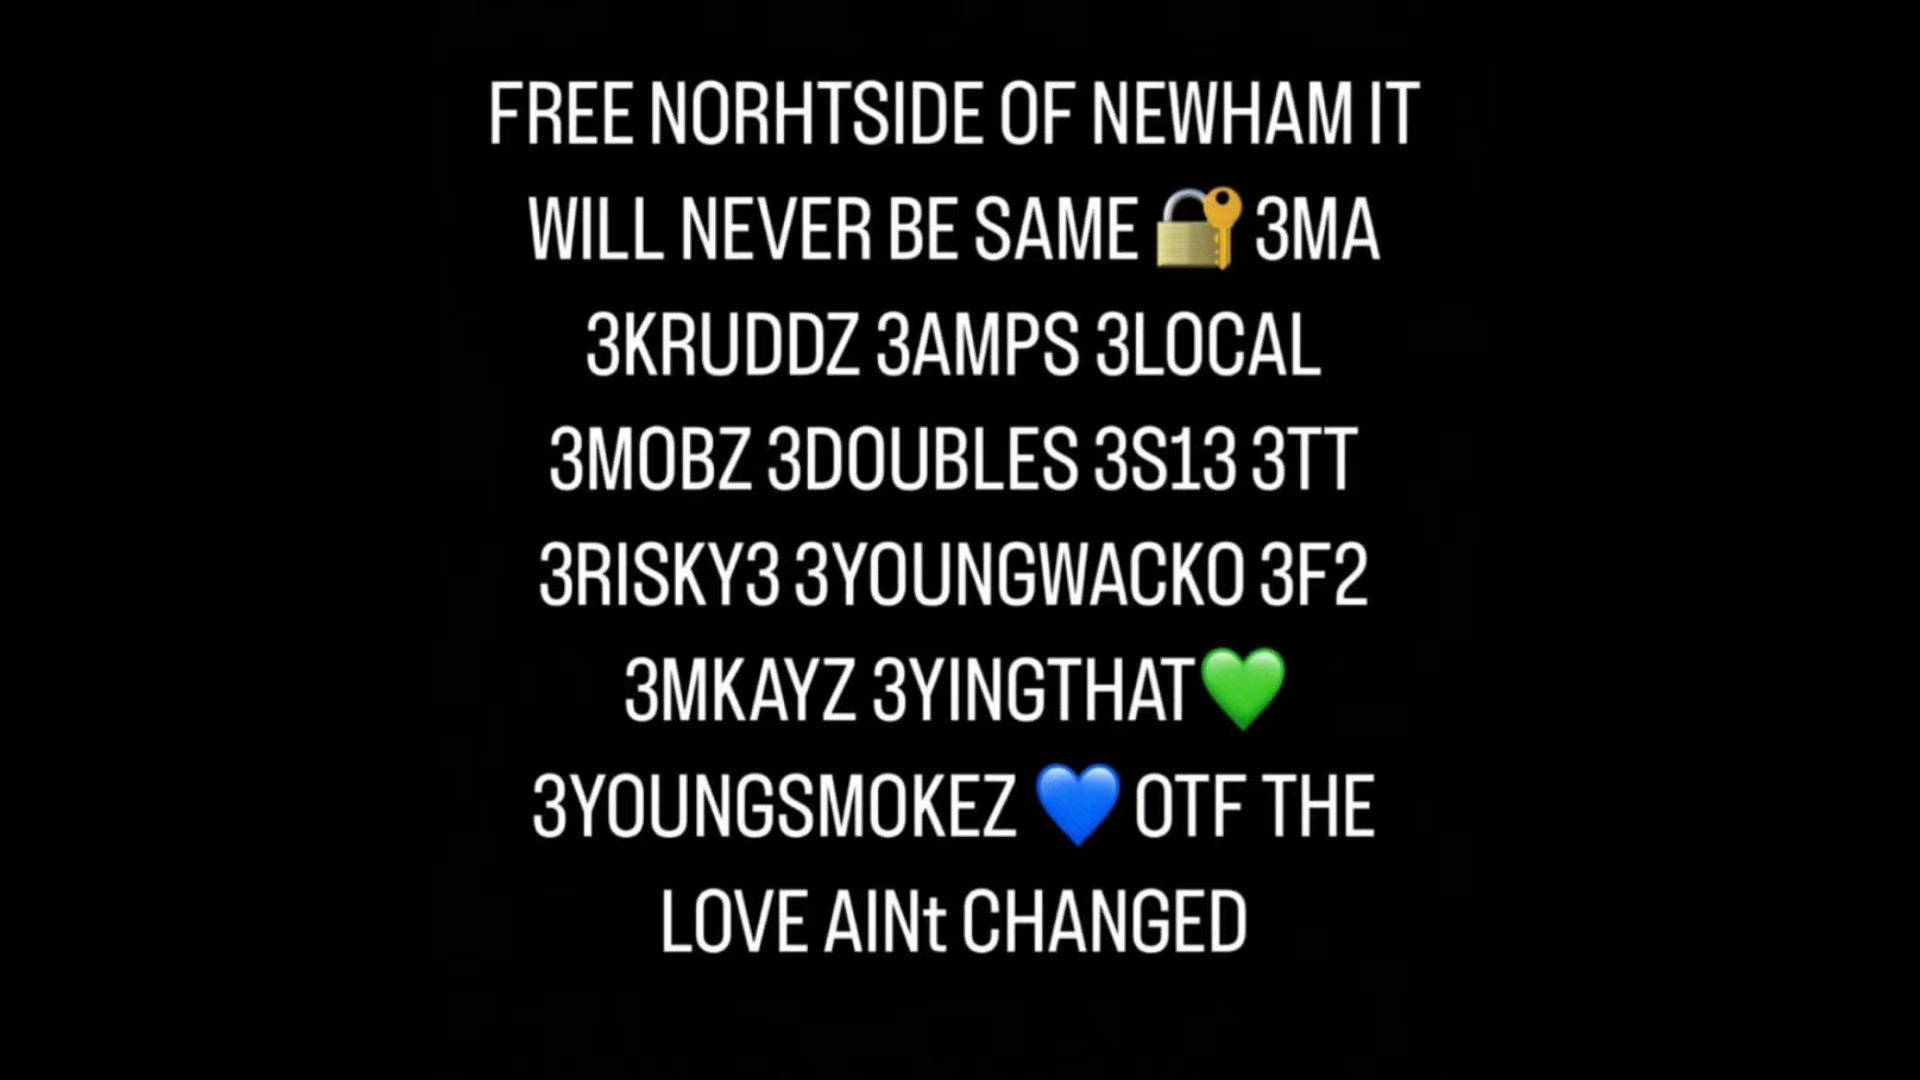 FREE NORHTSIDE OF NEWHAM IT
WILL NEVER BE SAME 🔐 3MA
3KRUDDZ 3AMPS 3LOCAL
3MOBZ 3DOUBLES 3S13 3TT
3RISKY3 3YOUNGWACKO 3F2
3MKAYZ 3YINGTHAT💚
3YOUNGSMOKEZ 💙 OTF THE
LOVE AINt CHANGED